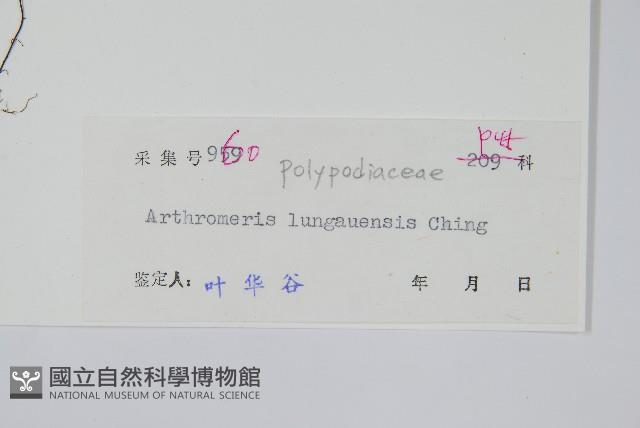 采集号 959 60 Polypodiaceae P44 209 科
Arthromeris lungauensis Ching
鉴定人: 叶华谷 年 月 日
國立自然科學博物館
NATIONAL MUSEUM OF NATURAL SCIENCE